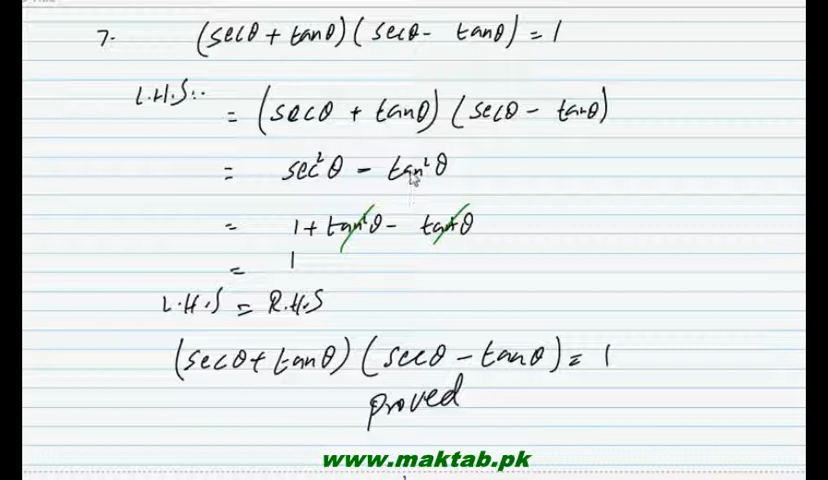 7. (secθ + tanθ) (secθ - tanθ) = 1
L.H.S..
= (secθ + tanθ) (secθ - tanθ)
= sec²θ - tan²θ
= 1 + tan²θ - tan²θ
= 1
L.H.S = R.H.S
(secθ + tanθ) (secθ - tanθ) = 1
proved
www.maktab.pk